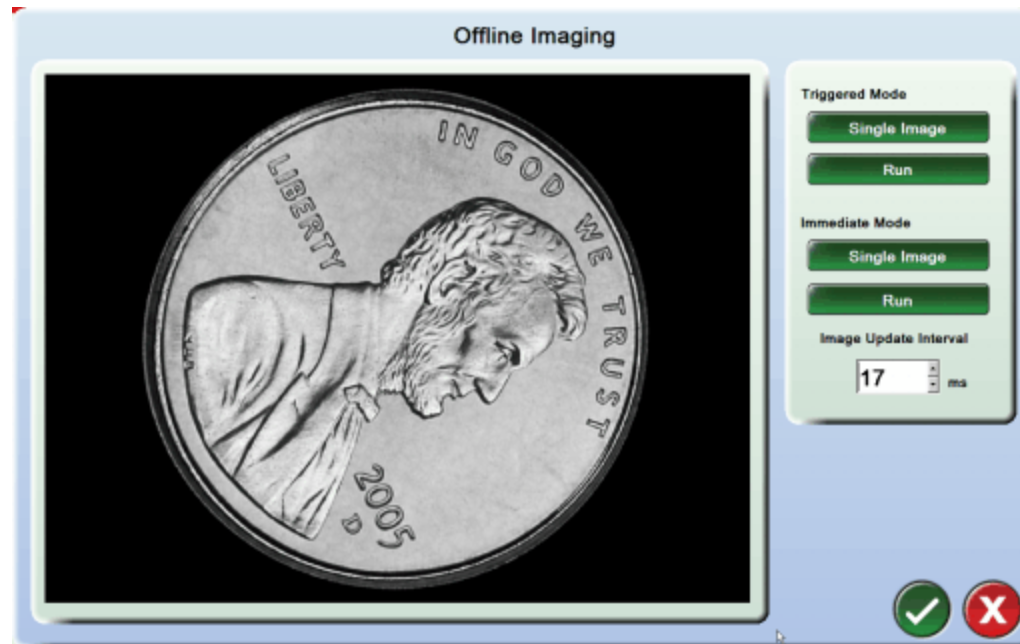 Offline Imaging
IN GOD WE TRUST
LIBERTY
2005
D
Triggered Mode
Single Image
Run
Immediate Mode
Single Image
Run
Image Update Interval
17 ms